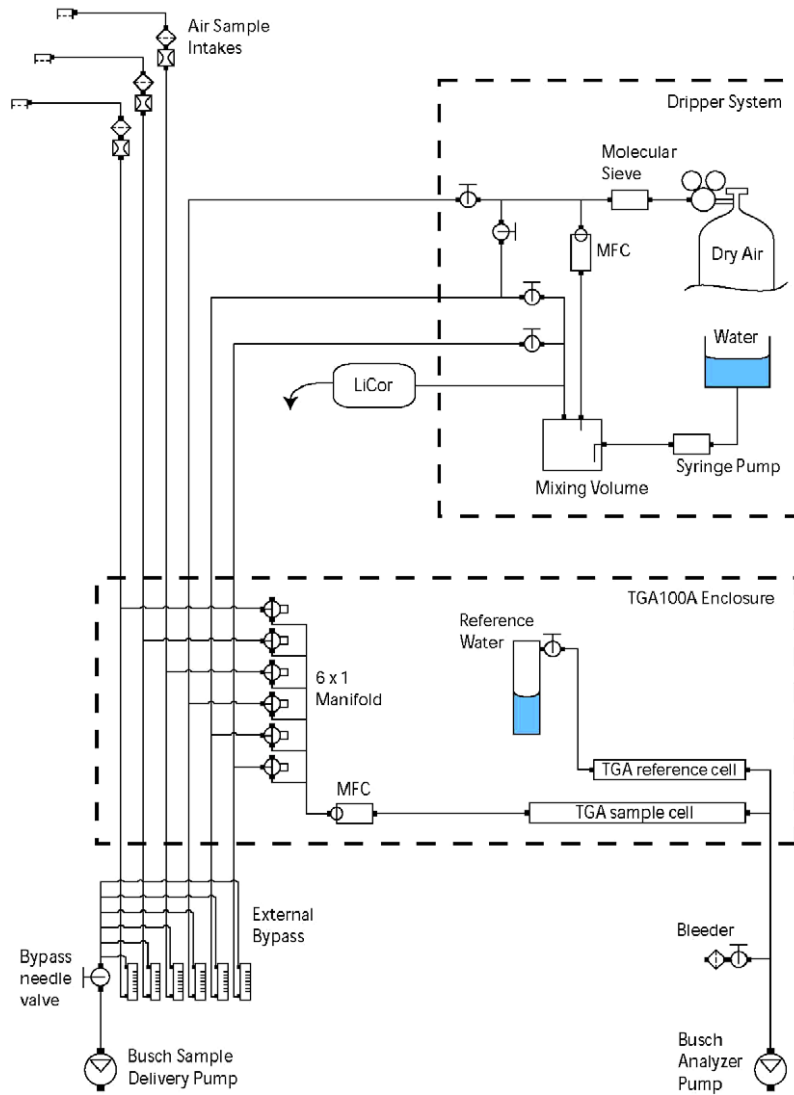 Air Sample
Intakes
Dripper System
Molecular
Sieve
MFC
Dry Air
Water
LiCor
Syringe Pump
Mixing Volume
TGA100A Enclosure
Reference
Water
6 x 1
Manifold
TGA reference cell
MFC
TGA sample cell
External
Bypass
Bleeder
Bypass
needle
valve
Busch Sample
Delivery Pump
Busch
Analyzer
Pump